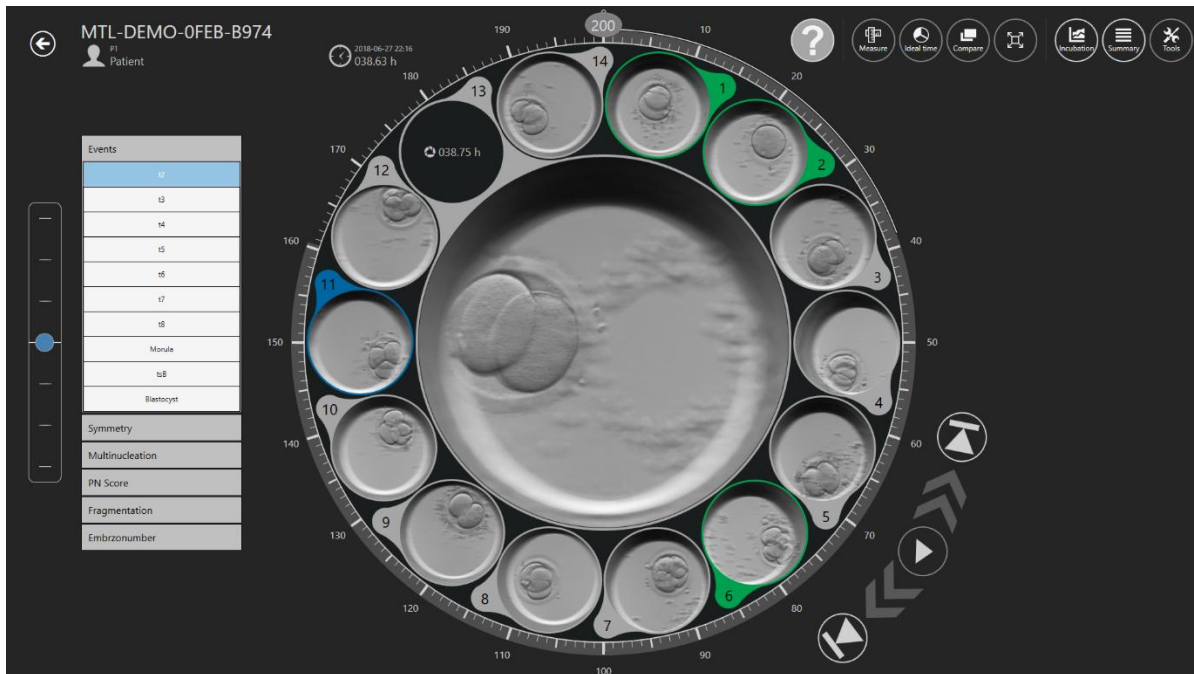 MTL-DEMO-0FEB-B974
P1
Patient
2018-06-27 22:16
038.63 h
?
Measure
Ideal time
Compare
Incubation
Summary
Tools
Events
t2
t3
t4
t5
t6
t7
t8
Morula
tsB
Blastocyst
Symmetry
Multinucleation
PN Score
Fragmentation
Embrzonumber
200
10
20
30
40
50
60
70
80
90
100
110
120
130
140
150
160
170
180
190
1
2
3
4
5
6
7
8
9
10
11
12
13
038.75 h
14